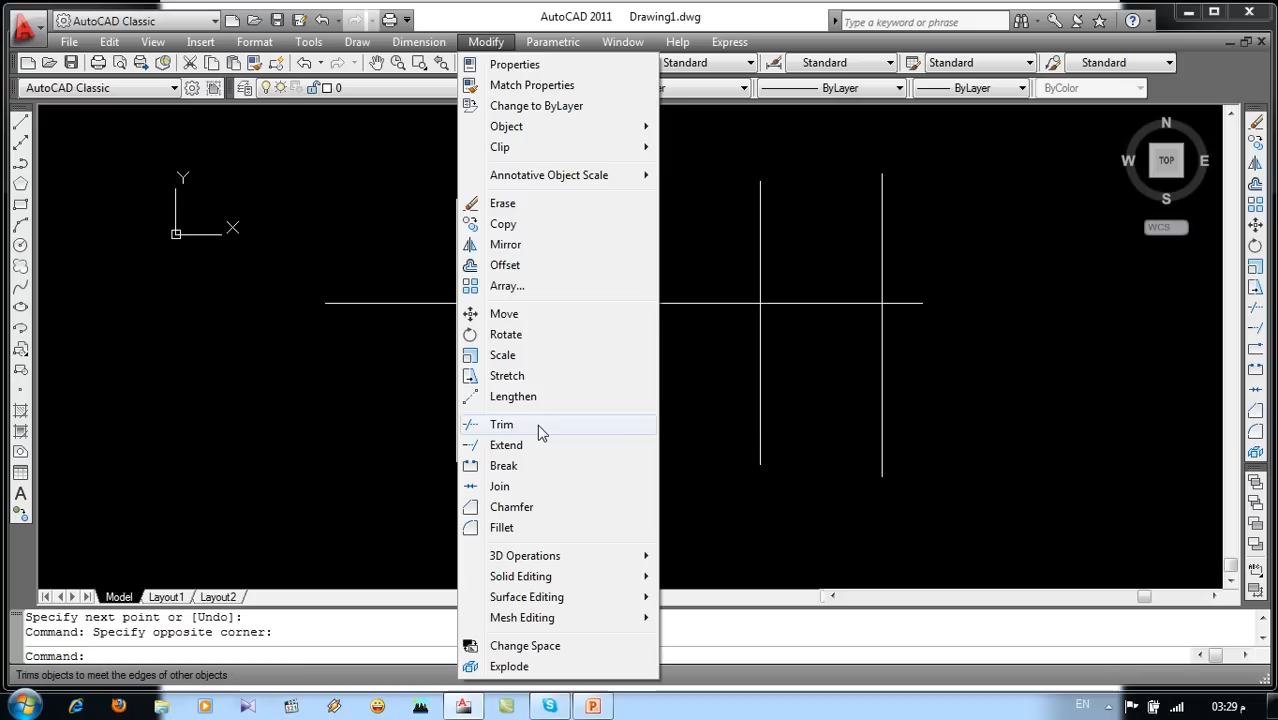 AutoCAD Classic
AutoCAD 2011 Drawing1.dwg
Type a keyword or phrase
File Edit View Insert Format Tools Draw Dimension Modify Parametric Window Help Express
Standard Standard Standard Standard
AutoCAD Classic
0
ByLayer ByLayer ByColor
Properties
Match Properties
Change to ByLayer
Object
Clip
Annotative Object Scale
Erase
Copy
Mirror
Offset
Array...
Move
Rotate
Scale
Stretch
Lengthen
Trim
Extend
Break
Join
Chamfer
Fillet
3D Operations
Solid Editing
Surface Editing
Mesh Editing
Change Space
Explode
Y
X
N
W TOP E
S
WCS
A
Model Layout1 Layout2
Specify next point or [Undo]:
Command: Specify opposite corner:
Command:
Trims objects to meet the edges of other objects
EN
03:29 م